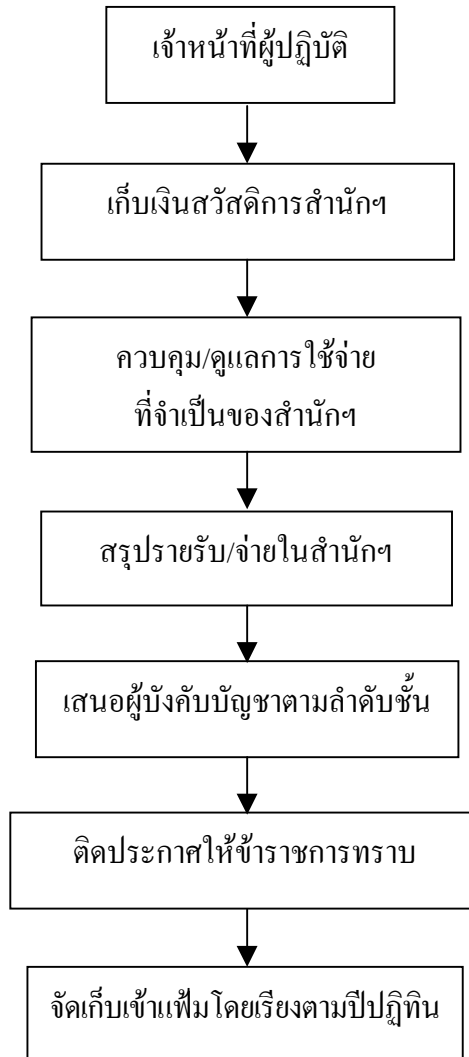 เจ้าหน้าที่ผู้ปฏิบัติ
เก็บเงินสวัสดิการสำนักฯ
ควบคุม/ดูแลการใช้จ่าย
ที่จำเป็นของสำนักฯ
สรุปรายรับ/จ่ายในสำนักฯ
เสนอผู้บังคับบัญชาตามลำดับชั้น
ติดประกาศให้ข้าราชการทราบ
จัดเก็บเข้าแฟ้มโดยเรียงตามปีปฏิทิน